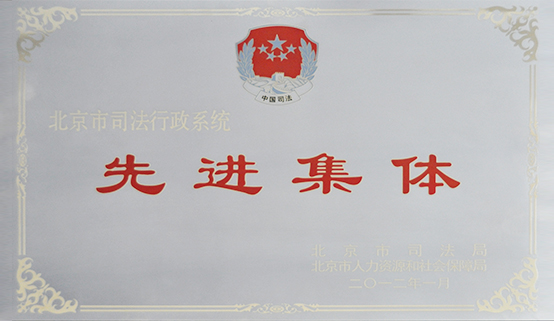 中国司法
北京市司法行政系统
先进集体
北京市司法局
北京市人力资源和社会保障局
二〇一二年一月